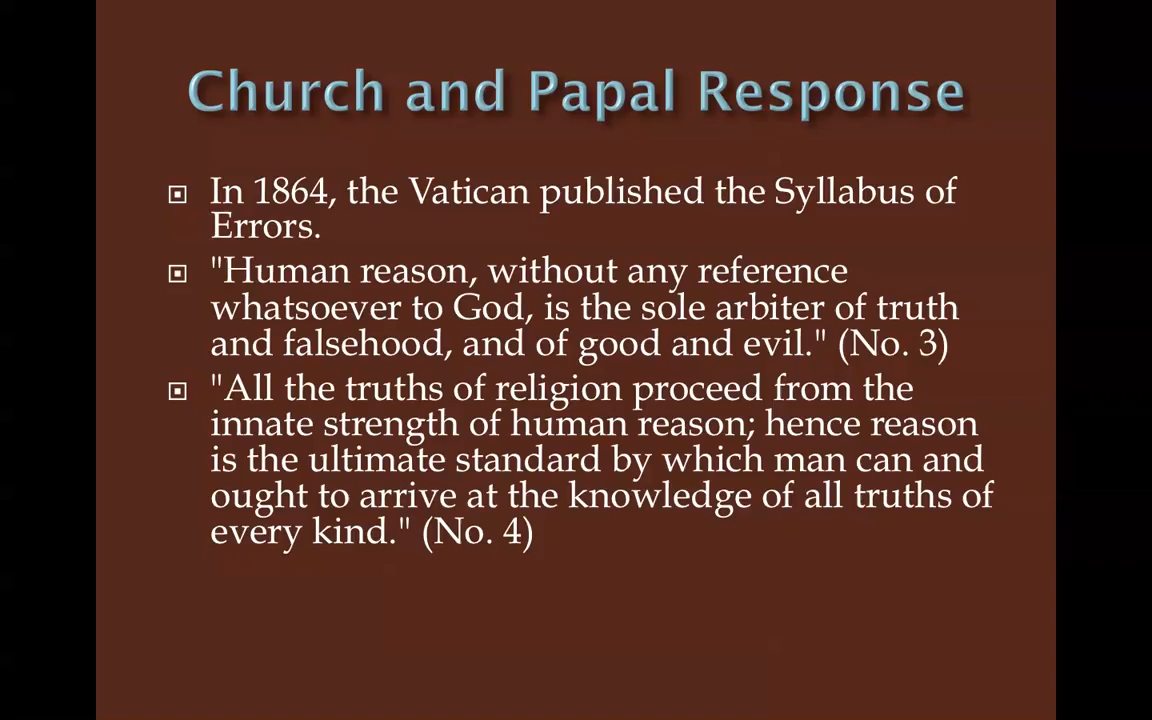 Church and Papal Response
In 1864, the Vatican published the Syllabus of
Errors.
"Human reason, without any reference
whatsoever to God, is the sole arbiter of truth
and falsehood, and of good and evil." (No. 3)
"All the truths of religion proceed from the
innate strength of human reason; hence reason
is the ultimate standard by which man can and
ought to arrive at the knowledge of all truths of
every kind." (No. 4)